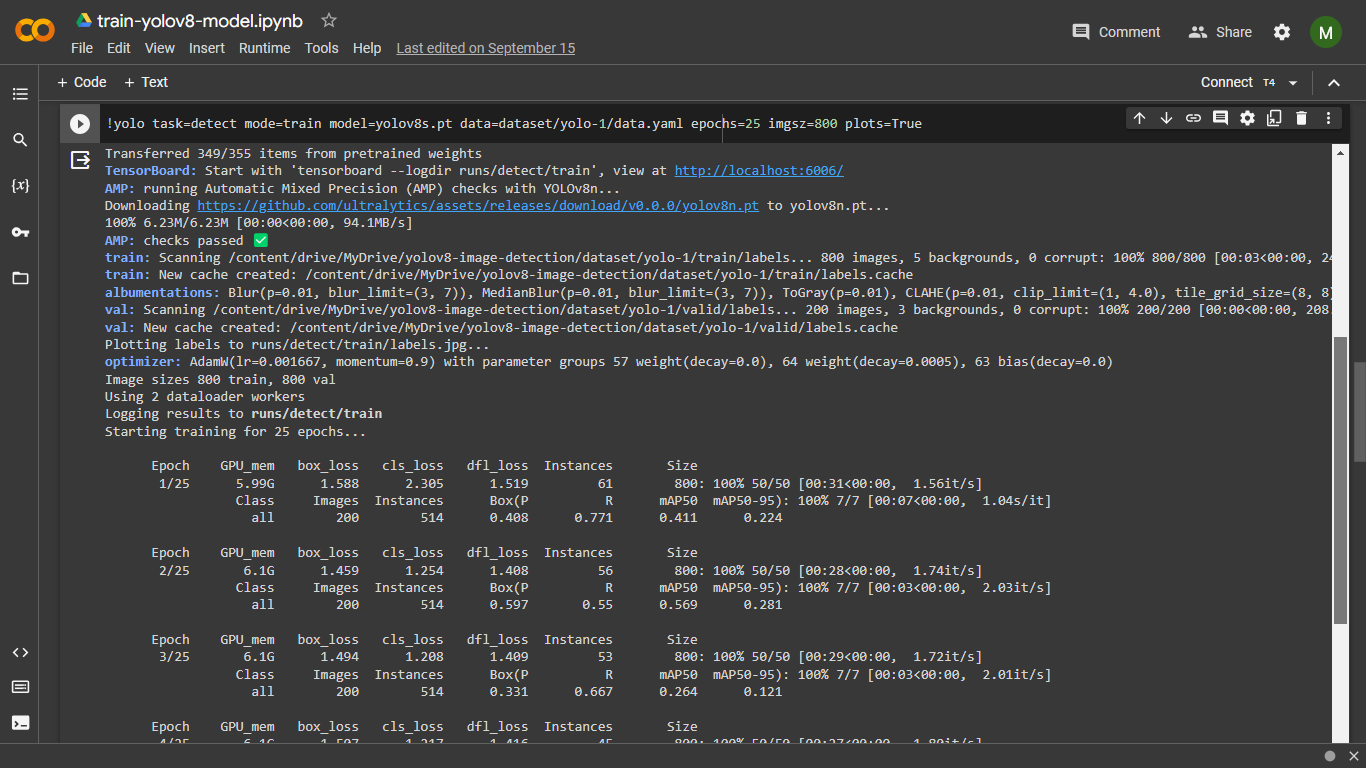 train-yolov8-model.ipynb
File Edit View Insert Runtime Tools Help Last edited on September 15
Comment
Share
M
+ Code + Text
Connect T4
!yolo task=detect mode=train model=yolov8s.pt data=dataset/yolo-1/data.yaml epochs=25 imgsz=800 plots=True
Transferred 349/355 items from pretrained weights
TensorBoard: Start with 'tensorboard --logdir runs/detect/train', view at http://localhost:6006/
AMP: running Automatic Mixed Precision (AMP) checks with YOLOv8n...
Downloading https://github.com/ultralytics/assets/releases/download/v0.0.0/yolov8n.pt to yolov8n.pt...
100% 6.23M/6.23M [00:00<00:00, 94.1MB/s]
AMP: checks passed ✅
train: Scanning /content/drive/MyDrive/yolov8-image-detection/dataset/yolo-1/train/labels... 800 images, 5 backgrounds, 0 corrupt: 100% 800/800 [00:03<00:00, 24
train: New cache created: /content/drive/MyDrive/yolov8-image-detection/dataset/yolo-1/train/labels.cache
albumentations: Blur(p=0.01, blur_limit=(3, 7)), MedianBlur(p=0.01, blur_limit=(3, 7)), ToGray(p=0.01), CLAHE(p=0.01, clip_limit=(1, 4.0), tile_grid_size=(8, 8)
val: Scanning /content/drive/MyDrive/yolov8-image-detection/dataset/yolo-1/valid/labels... 200 images, 3 backgrounds, 0 corrupt: 100% 200/200 [00:00<00:00, 208
val: New cache created: /content/drive/MyDrive/yolov8-image-detection/dataset/yolo-1/valid/labels.cache
Plotting labels to runs/detect/train/labels.jpg...
optimizer: AdamW(lr=0.001667, momentum=0.9) with parameter groups 57 weight(decay=0.0), 64 weight(decay=0.0005), 63 bias(decay=0.0)
Image sizes 800 train, 800 val
Using 2 dataloader workers
Logging results to runs/detect/train
Starting training for 25 epochs...
Epoch GPU_mem box_loss cls_loss dfl_loss Instances Size
1/25 5.99G 1.588 2.305 1.519 61 800: 100% 50/50 [00:31<00:00, 1.56it/s]
Class Images Instances Box(P R mAP50 mAP50-95): 100% 7/7 [00:07<00:00, 1.04s/it]
all 200 514 0.408 0.771 0.411 0.224
Epoch GPU_mem box_loss cls_loss dfl_loss Instances Size
2/25 6.1G 1.459 1.254 1.408 56 800: 100% 50/50 [00:28<00:00, 1.74it/s]
Class Images Instances Box(P R mAP50 mAP50-95): 100% 7/7 [00:03<00:00, 2.03it/s]
all 200 514 0.597 0.55 0.569 0.281
Epoch GPU_mem box_loss cls_loss dfl_loss Instances Size
3/25 6.1G 1.494 1.208 1.409 53 800: 100% 50/50 [00:29<00:00, 1.72it/s]
Class Images Instances Box(P R mAP50 mAP50-95): 100% 7/7 [00:03<00:00, 2.01it/s]
all 200 514 0.331 0.667 0.264 0.121
Epoch GPU_mem box_loss cls_loss dfl_loss Instances Size